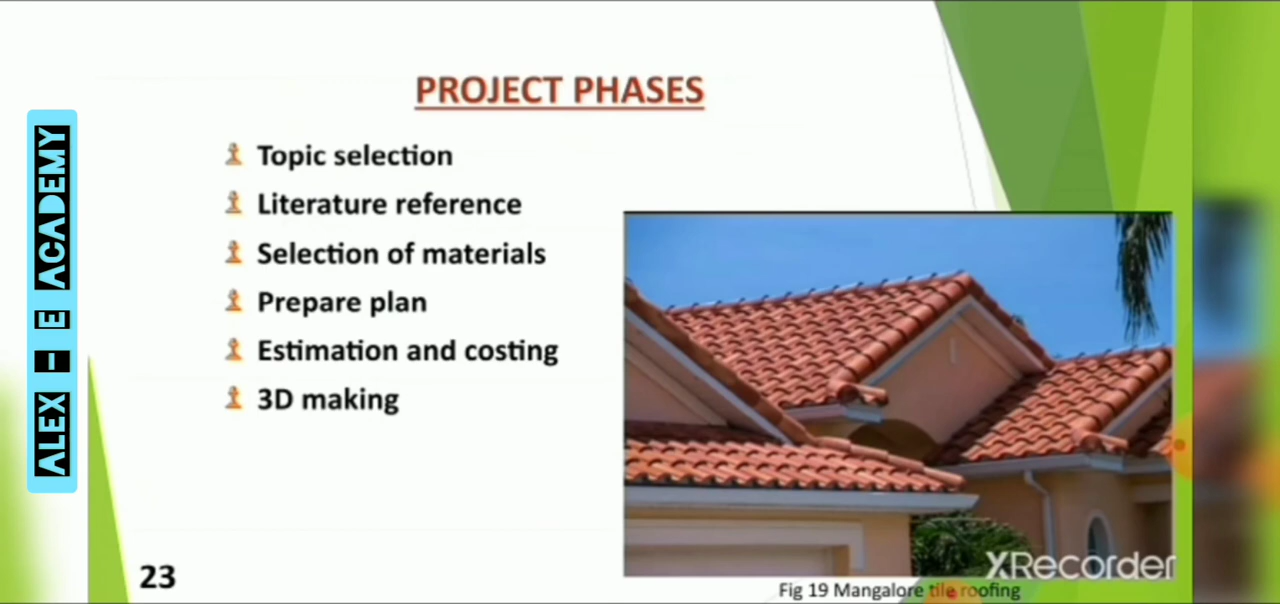 PROJECT PHASES
Topic selection
Literature reference
Selection of materials
Prepare plan
Estimation and costing
3D making
ALEX - E ACADEMY
XRecorder
23
Fig 19 Mangalore tile roofing